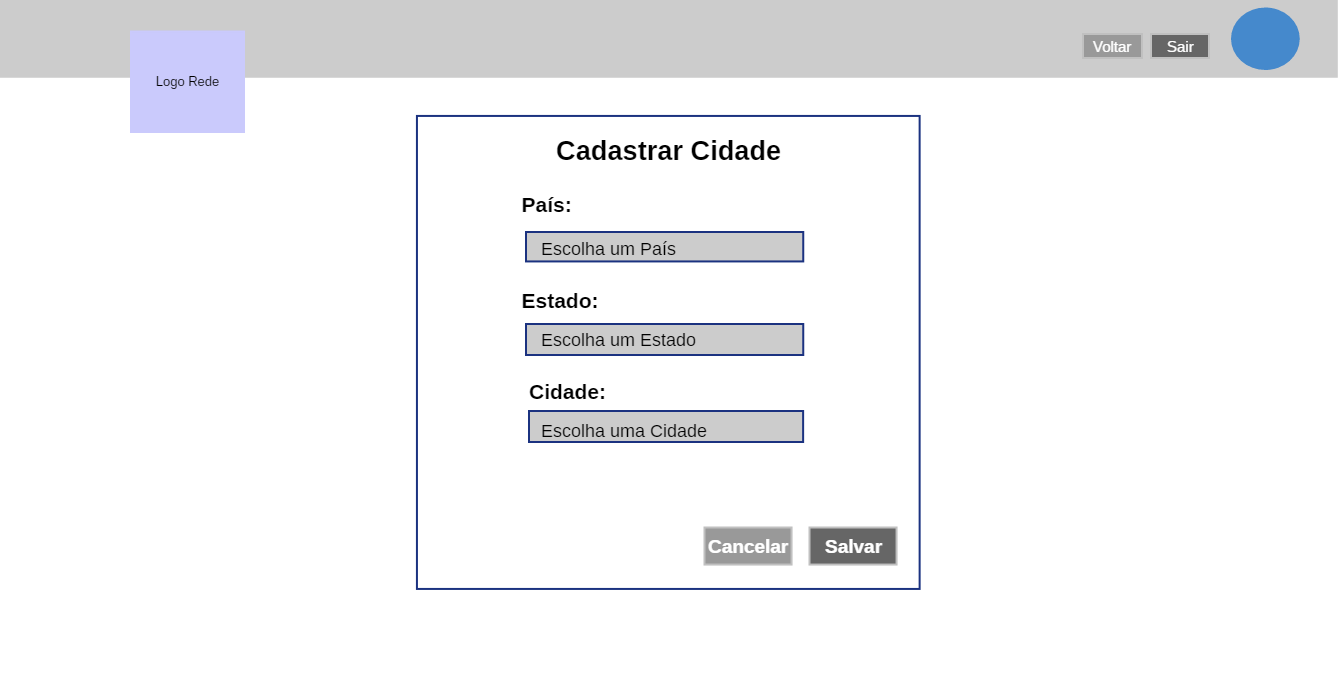 Voltar
Sair
Logo Rede
Cadastrar Cidade
País:
Escolha um País
Estado:
Escolha um Estado
Cidade:
Escolha uma Cidade
Cancelar
Salvar